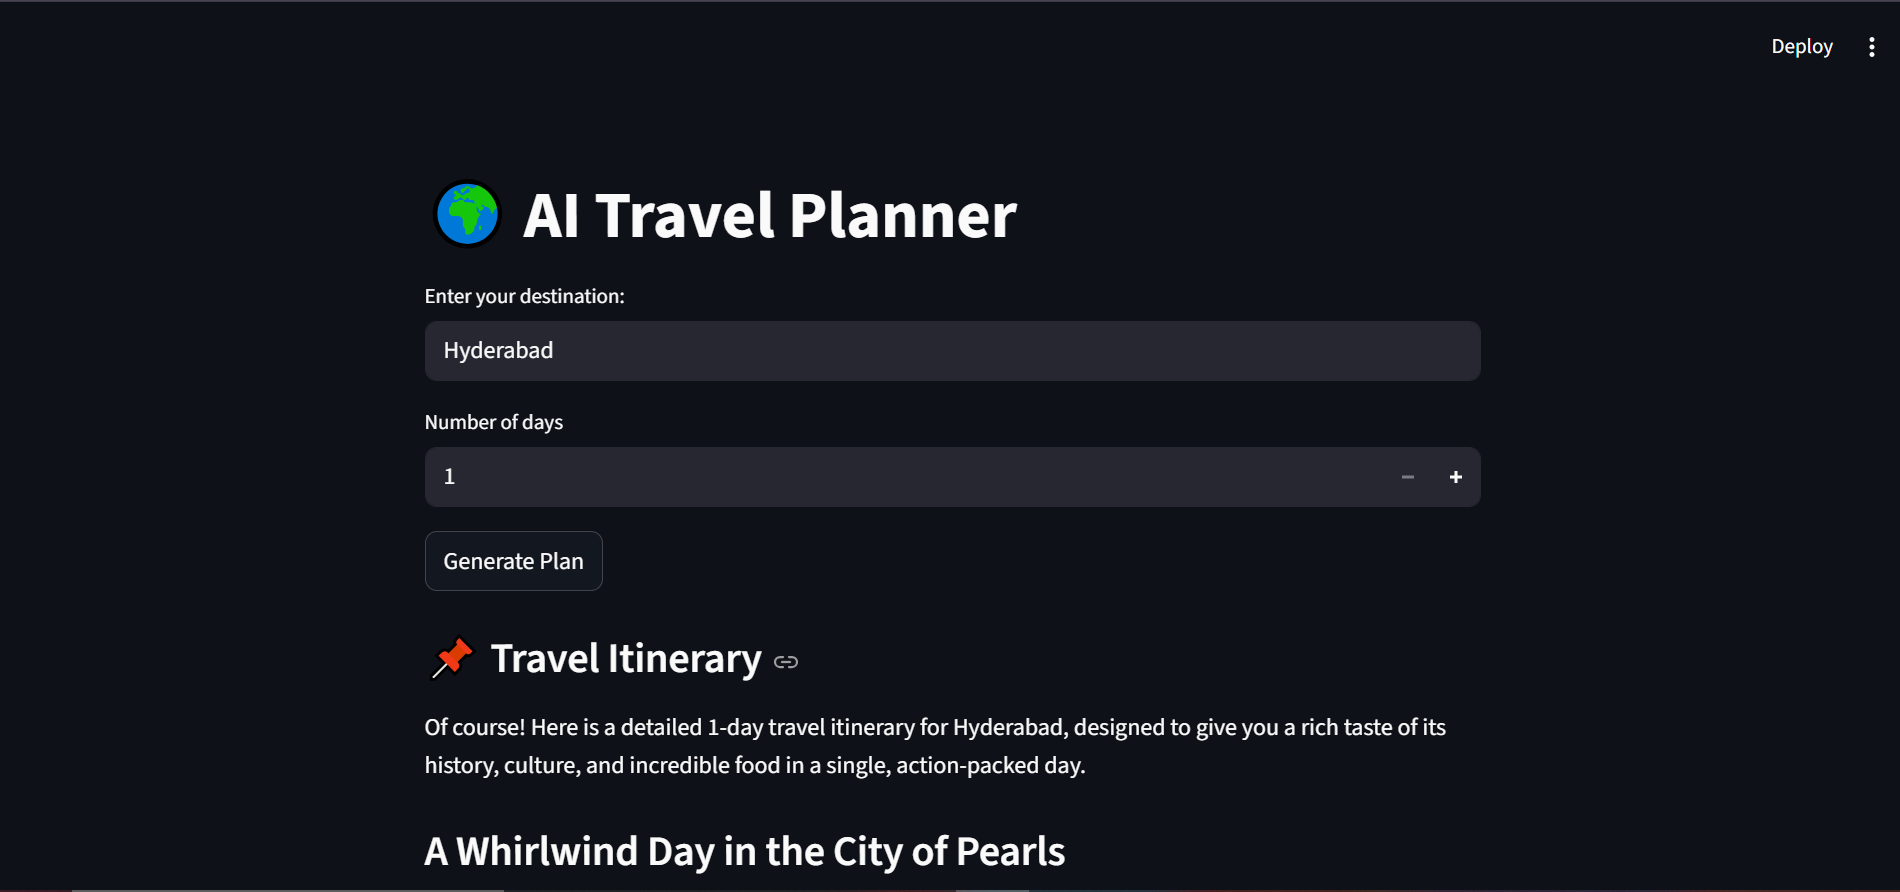 Deploy
AI Travel Planner
Enter your destination:
Hyderabad
Number of days
1
Generate Plan
Travel Itinerary
Of course! Here is a detailed 1-day travel itinerary for Hyderabad, designed to give you a rich taste of its
history, culture, and incredible food in a single, action-packed day.
A Whirlwind Day in the City of Pearls